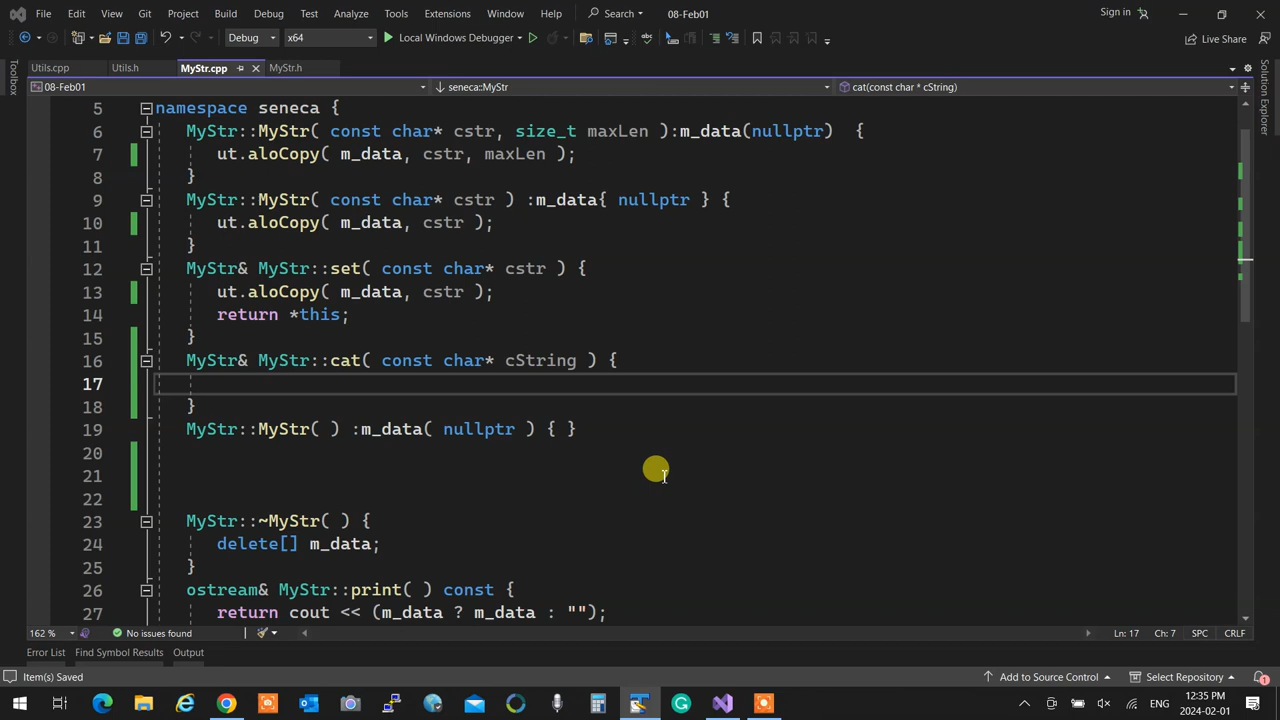 File Edit View Git Project Build Debug Test Analyze Tools Extensions Window Help Search 08-Feb01 Sign in
Debug x64 Local Windows Debugger Live Share
Utils.cpp Utils.h MyStr.cpp MyStr.h
08-Feb01 seneca::MyStr cat(const char * cString)
Toolbox
Solution Explorer
5 namespace seneca {
6 MyStr::MyStr( const char* cstr, size_t maxLen ):m_data(nullptr) {
7 ut.aloCopy( m_data, cstr, maxLen );
8 }
9 MyStr::MyStr( const char* cstr ) :m_data{ nullptr } {
10 ut.aloCopy( m_data, cstr );
11 }
12 MyStr& MyStr::set( const char* cstr ) {
13 ut.aloCopy( m_data, cstr );
14 return *this;
15 }
16 MyStr& MyStr::cat( const char* cString ) {
17
18 }
19 MyStr::MyStr( ) :m_data( nullptr ) { }
20
21
22
23 MyStr::~MyStr( ) {
24 delete[] m_data;
25 }
26 ostream& MyStr::print( ) const {
27 return cout << (m_data ? m_data : "");
162 % No issues found Ln: 17 Ch: 7 SPC CRLF
Error List Find Symbol Results Output
Item(s) Saved Add to Source Control Select Repository 1
ENG 12:35 PM 2024-02-01